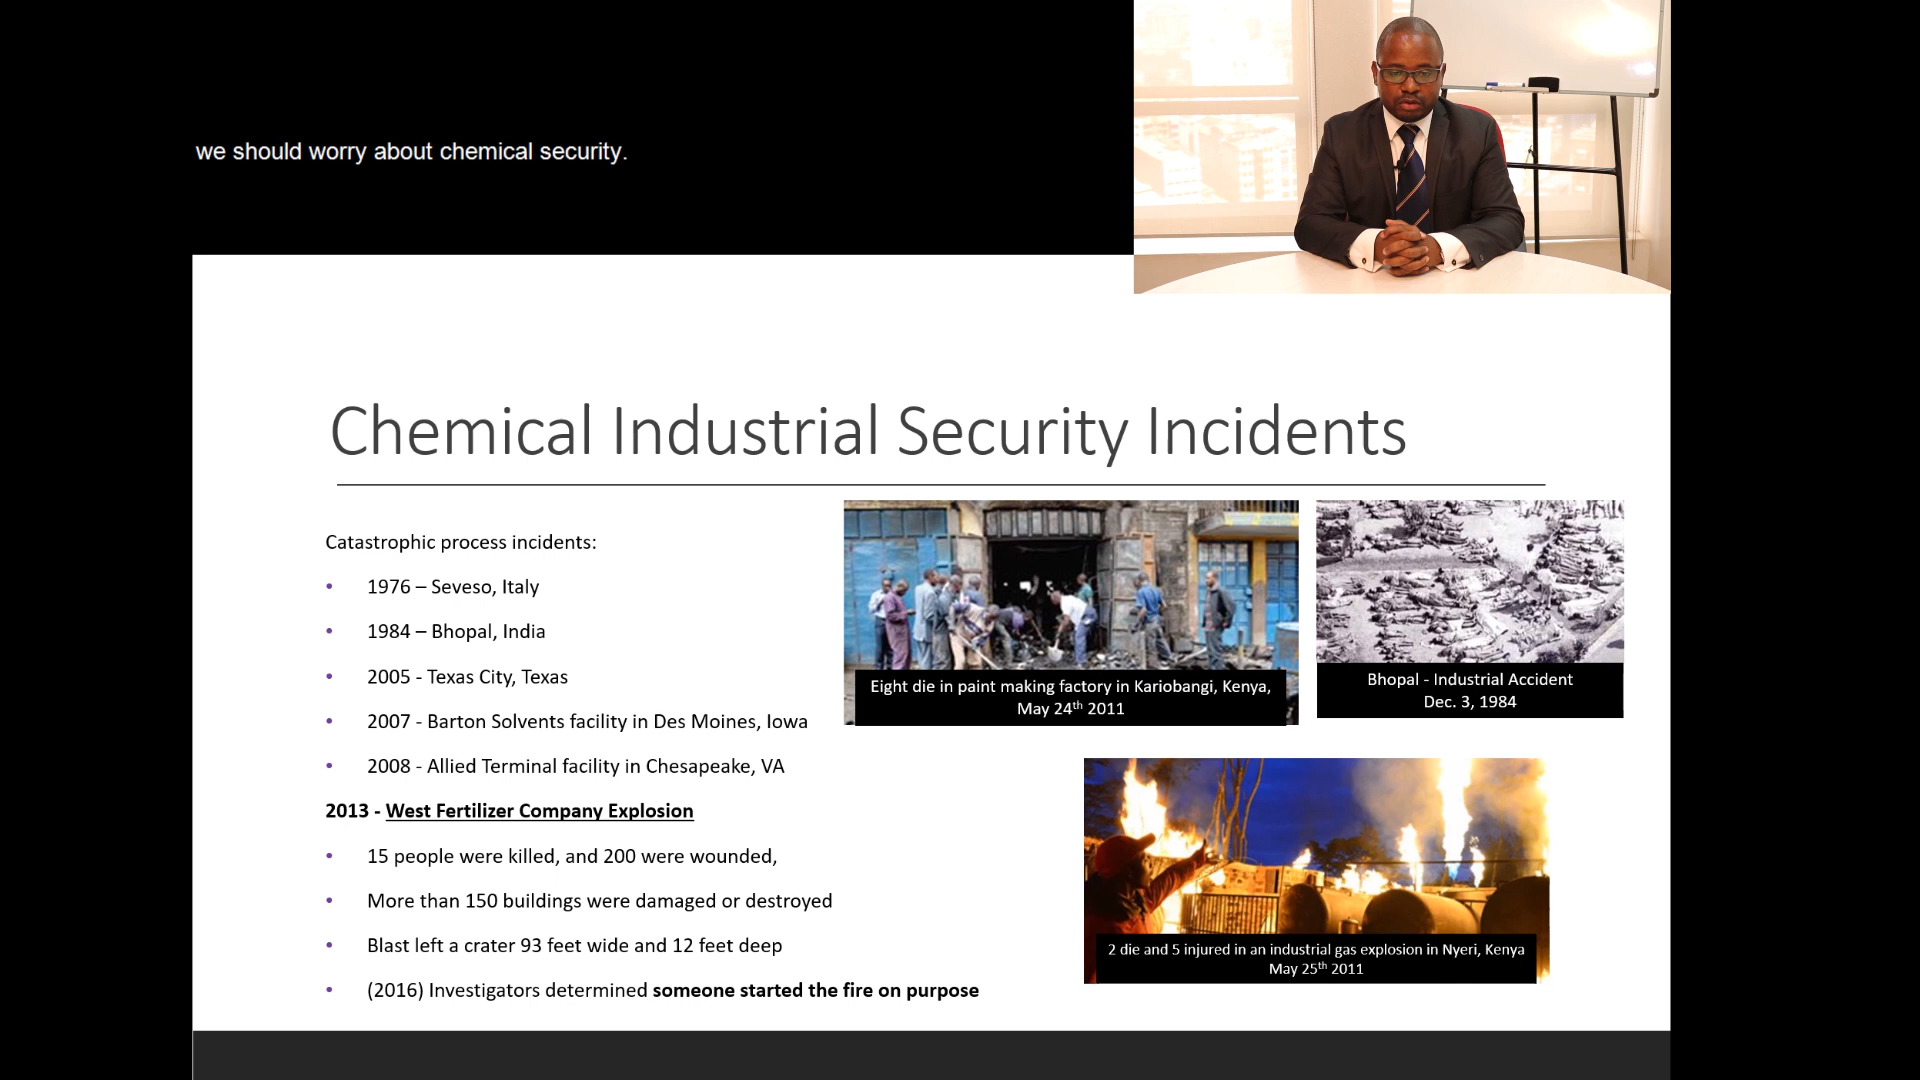 we should worry about chemical security.
Chemical Industrial Security Incidents
Catastrophic process incidents:
• 1976 – Seveso, Italy
• 1984 – Bhopal, India
• 2005 - Texas City, Texas
• 2007 - Barton Solvents facility in Des Moines, Iowa
• 2008 - Allied Terminal facility in Chesapeake, VA
2013 - West Fertilizer Company Explosion
• 15 people were killed, and 200 were wounded,
• More than 150 buildings were damaged or destroyed
• Blast left a crater 93 feet wide and 12 feet deep
• (2016) Investigators determined someone started the fire on purpose
Eight die in paint making factory in Kariobangi, Kenya,
May 24th 2011
Bhopal - Industrial Accident
Dec. 3, 1984
2 die and 5 injured in an industrial gas explosion in Nyeri, Kenya
May 25th 2011